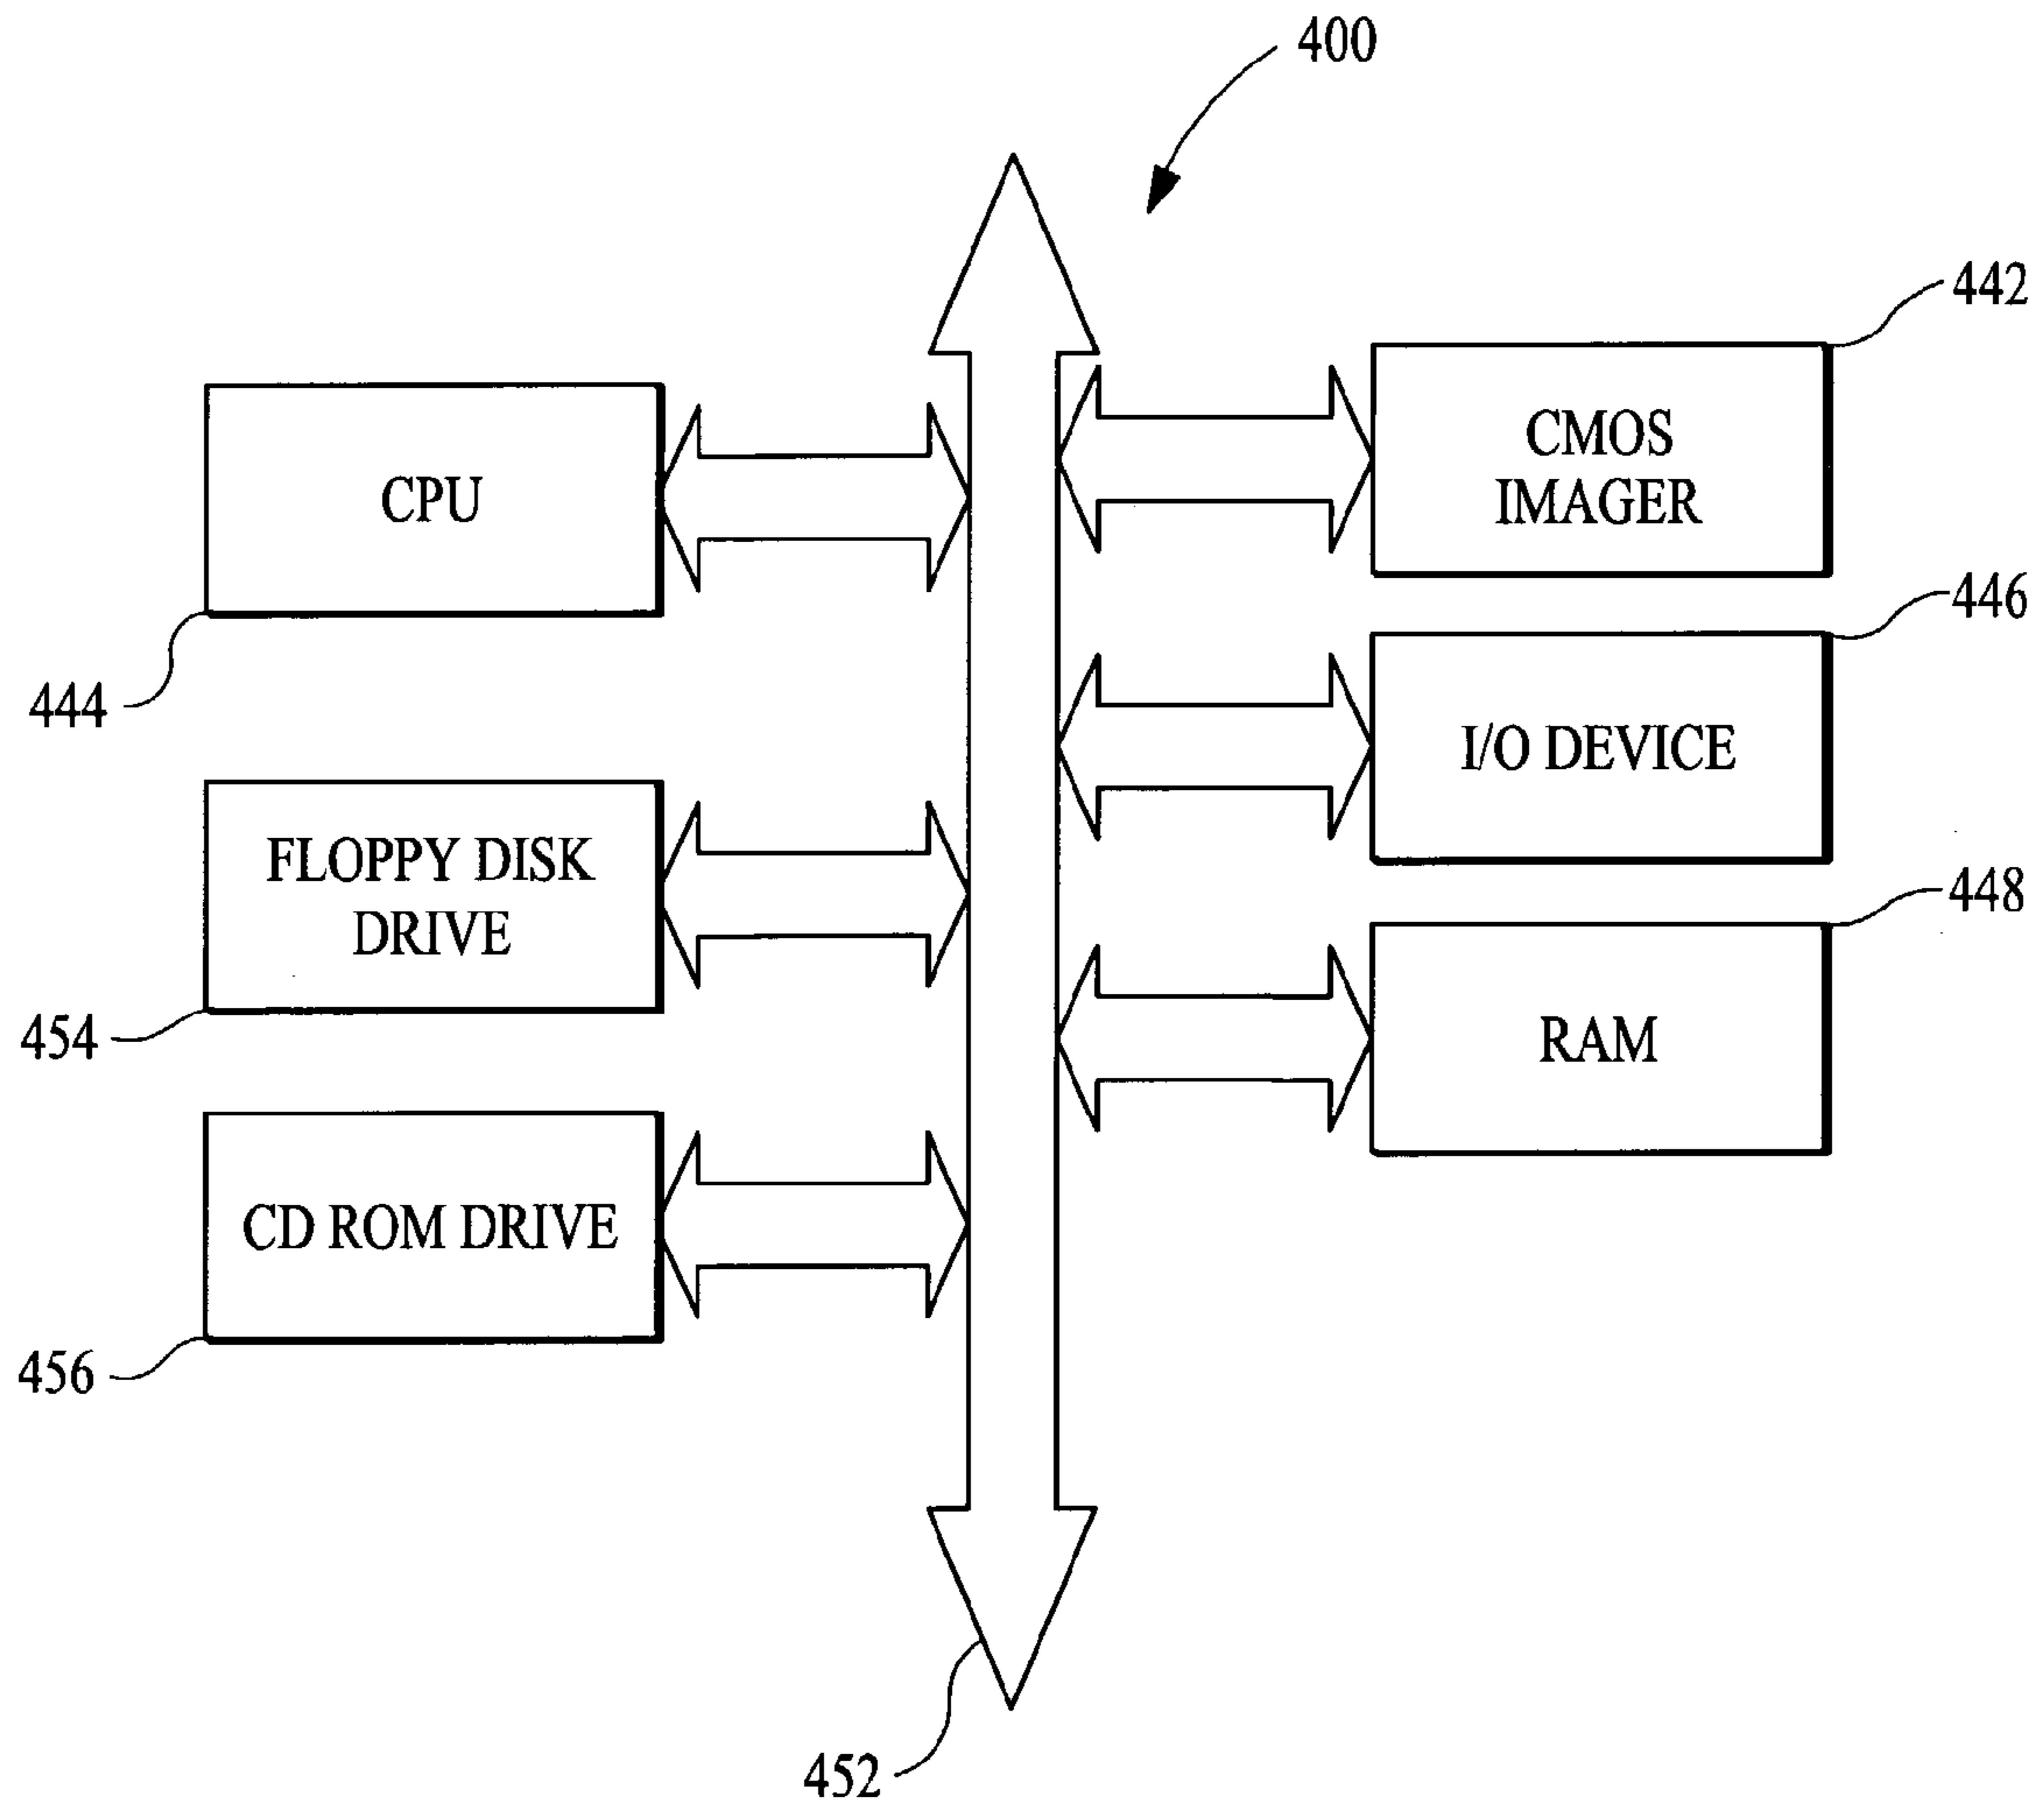 400
442
CMOS
IMAGER
CPU
446
444
I/O DEVICE
FLOPPY DISK
DRIVE
448
454
RAM
CD ROM DRIVE
456
452